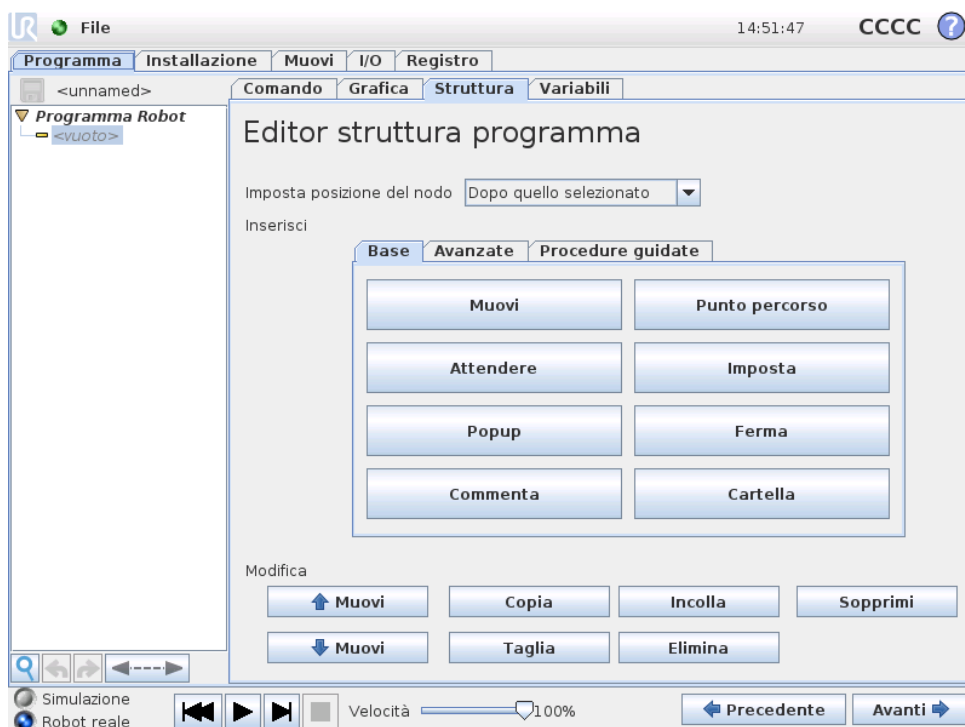 UR File 14:51:47 CCCC ?
Programma Installazione Muovi I/O Registro
<unnamed> Comando Grafica Struttura Variabili
Programma Robot
<vuoto>
Editor struttura programma
Imposta posizione del nodo Dopo quello selezionato
Inserisci
Base Avanzate Procedure guidate
Muovi Punto percorso
Attendere Imposta
Popup Ferma
Commenta Cartella
Modifica
Muovi Copia Incolla Sopprimi
Muovi Taglia Elimina
Simulazione
Robot reale
Velocità 100% Precedente Avanti